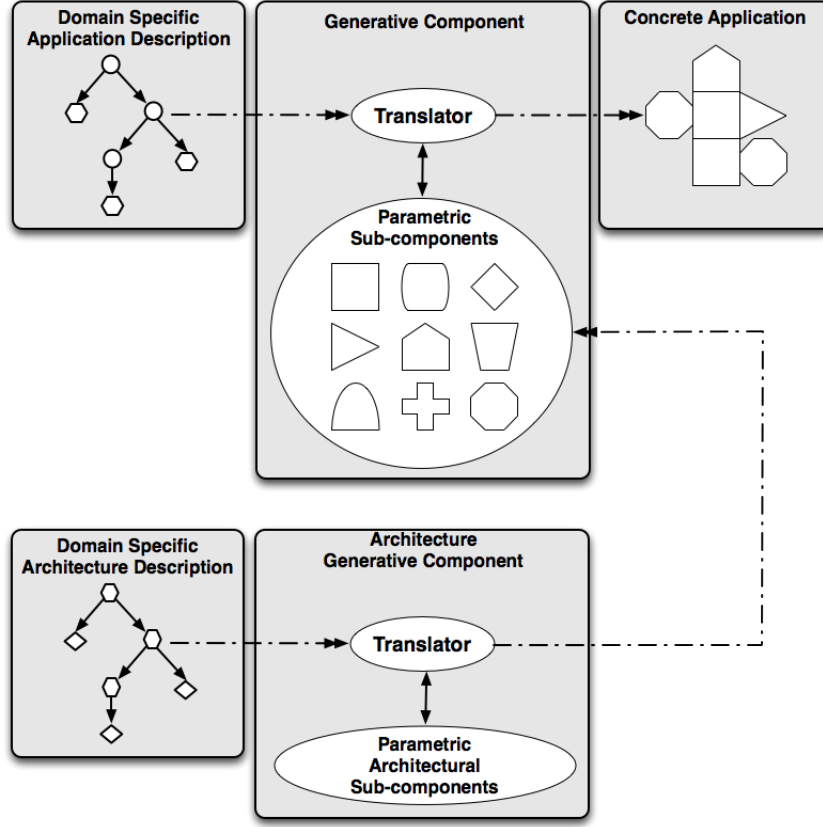 Domain Specific
Application Description
Generative Component
Translator
Parametric
Sub-components
Concrete Application
Domain Specific
Architecture Description
Architecture
Generative Component
Translator
Parametric
Architectural
Sub-components